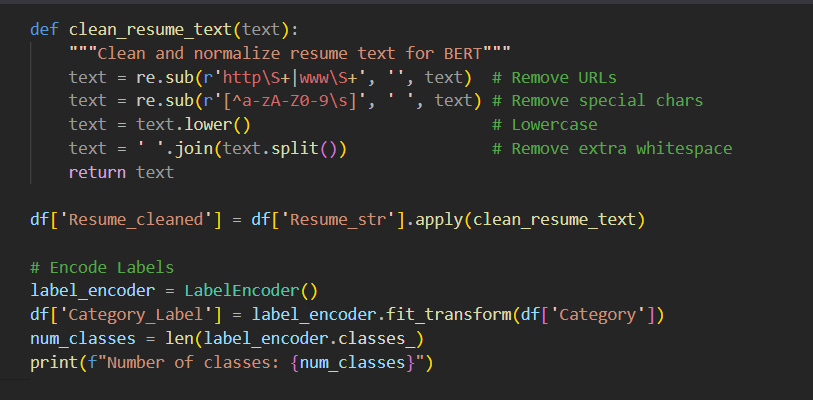 def clean_resume_text(text):
    """Clean and normalize resume text for BERT"""
    text = re.sub(r'http\S+|www\S+', '', text)  # Remove URLs
    text = re.sub(r'[^a-zA-Z0-9\s]', ' ', text) # Remove special chars
    text = text.lower()                         # Lowercase
    text = ' '.join(text.split())               # Remove extra whitespace
    return text

df['Resume_cleaned'] = df['Resume_str'].apply(clean_resume_text)

# Encode Labels
label_encoder = LabelEncoder()
df['Category_Label'] = label_encoder.fit_transform(df['Category'])
num_classes = len(label_encoder.classes_)
print(f"Number of classes: {num_classes}")